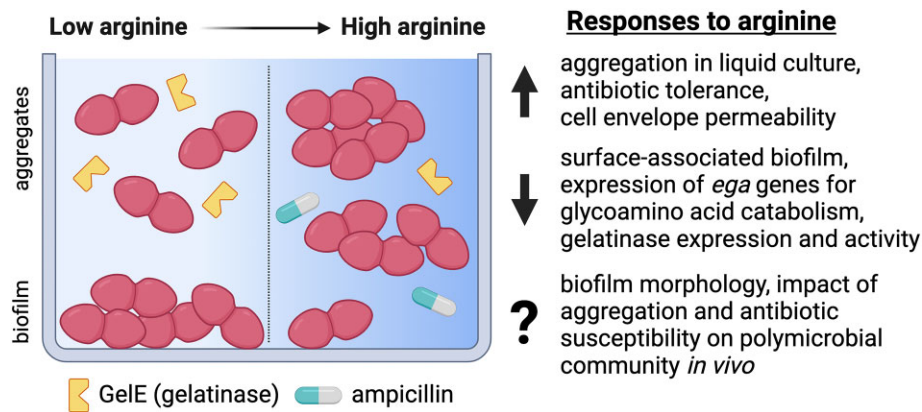 Low arginine
High arginine
aggregates
biofilm
GelE (gelatinase)
ampicillin
Responses to arginine
aggregation in liquid culture,
antibiotic tolerance,
cell envelope permeability
surface-associated biofilm,
expression of ega genes for
glycoamino acid catabolism,
gelatinase expression and activity
?
biofilm morphology, impact of
aggregation and antibiotic
susceptibility on polymicrobial
community in vivo